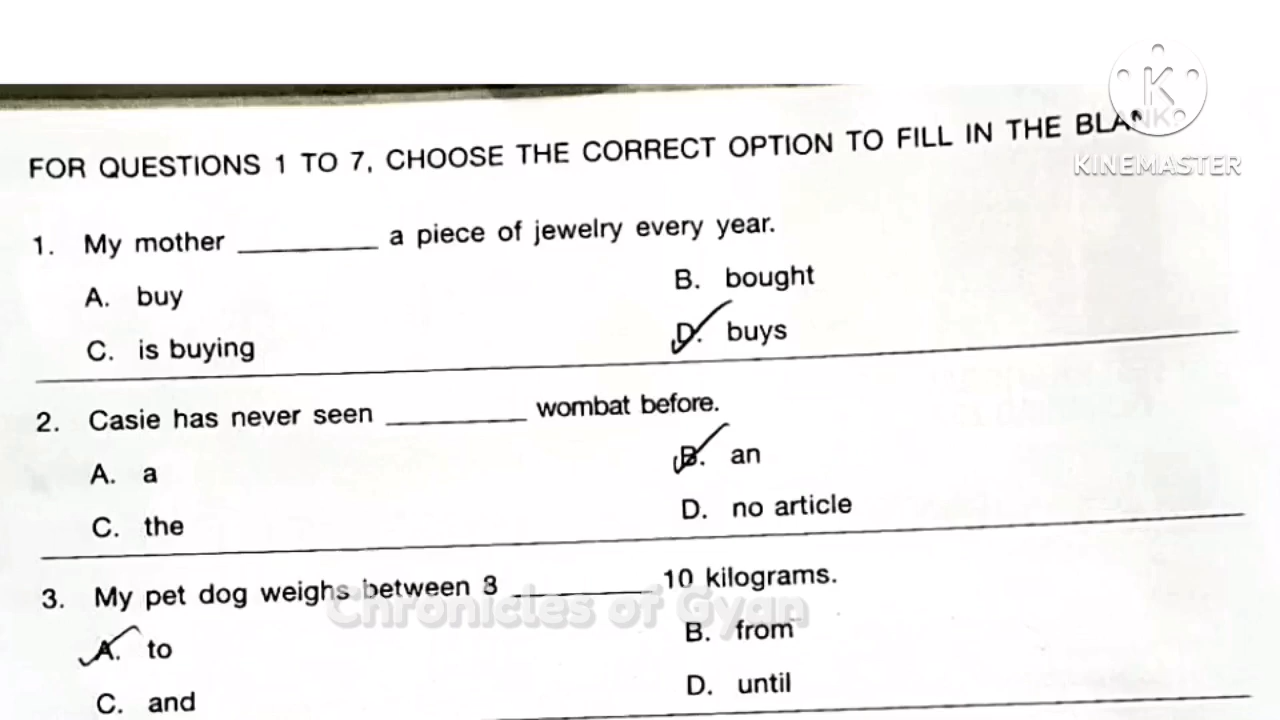 K
KINEMASTER
FOR QUESTIONS 1 TO 7, CHOOSE THE CORRECT OPTION TO FILL IN THE BLANK.
1. My mother __________ a piece of jewelry every year.
A. buy B. bought
C. is buying D. buys
2. Casie has never seen __________ wombat before.
A. a B. an
C. the D. no article
3. My pet dog weighs between 8 __________ 10 kilograms.
Chronicles of Gyan
A. to B. from
C. and D. until